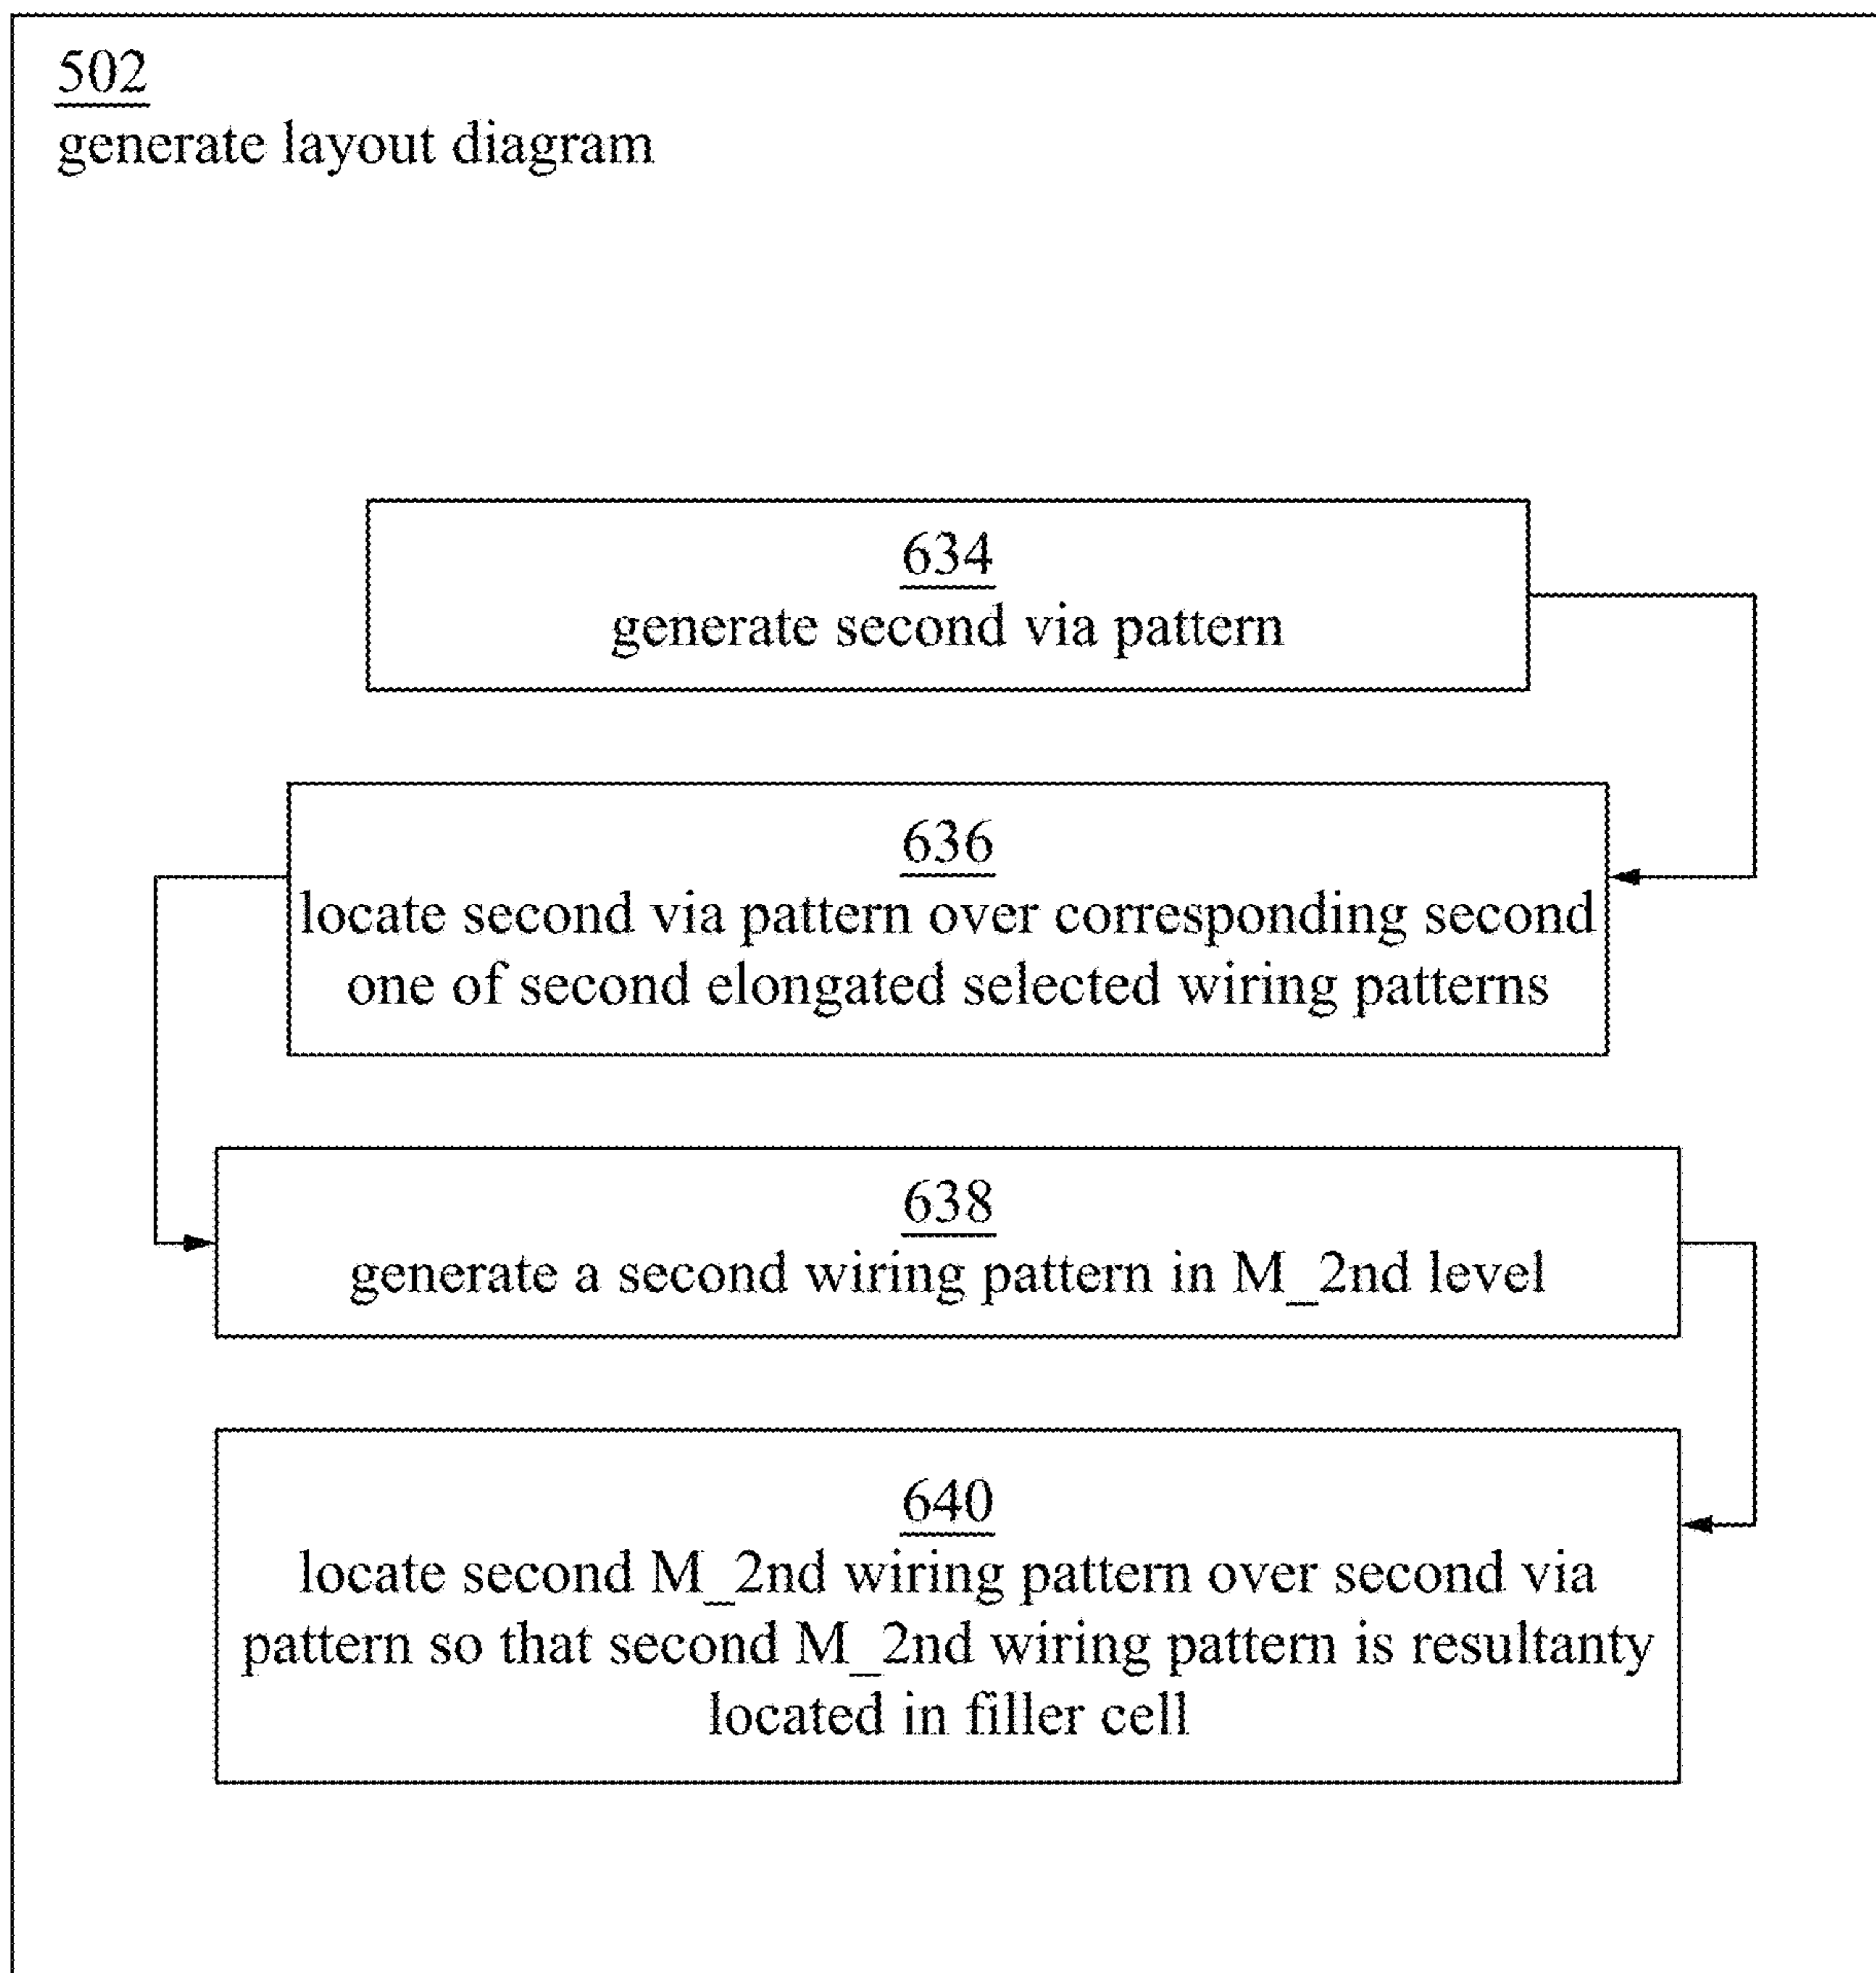 502
generate layout diagram
634
generate second via pattern
636
locate second via pattern over corresponding second
one of second elongated selected wiring patterns
638
generate a second wiring pattern in M_2nd level
640
locate second M_2nd wiring pattern over second via
pattern so that second M_2nd wiring pattern is resultanty
located in filler cell